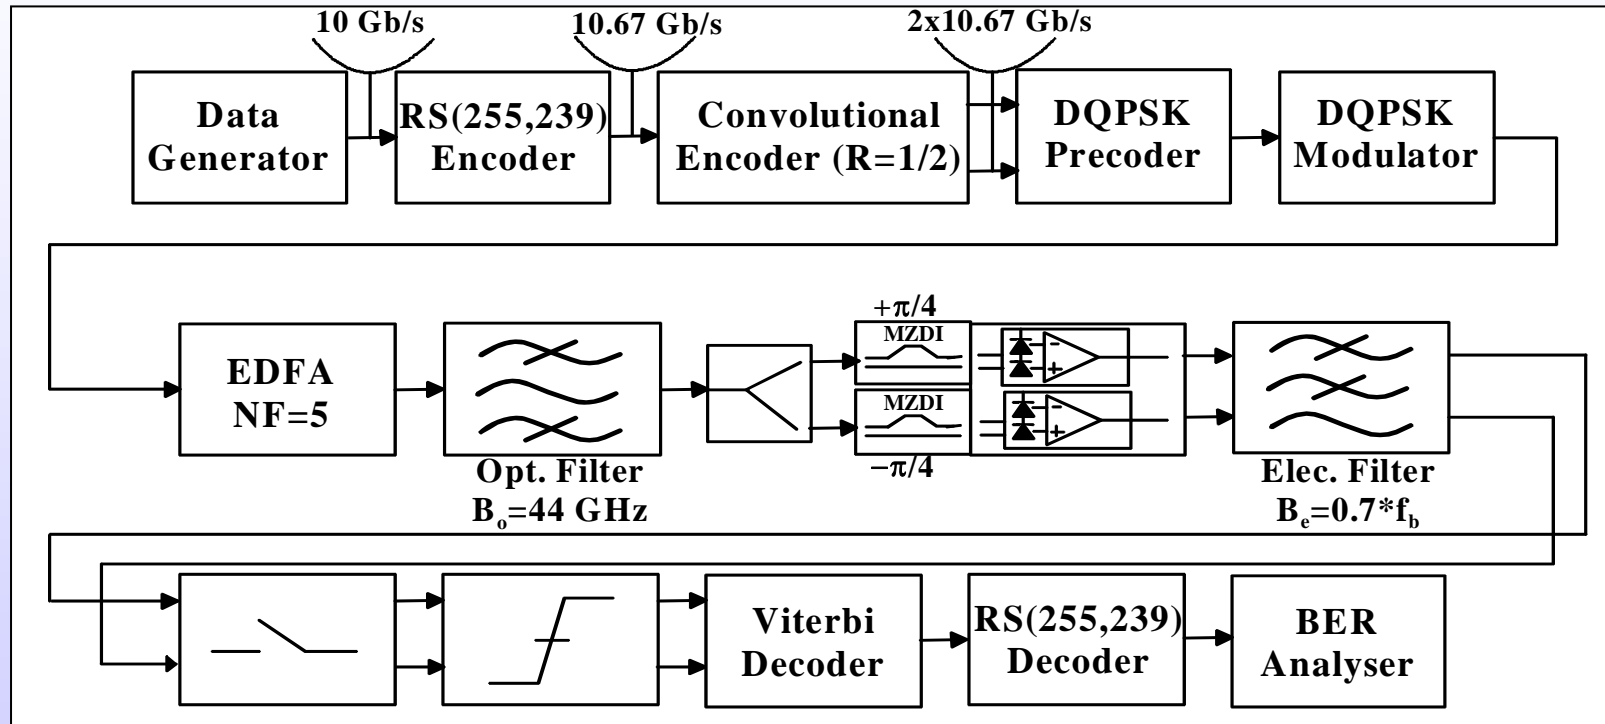 10 Gb/s
10.67 Gb/s
2x10.67 Gb/s
Data
Generator
RS(255,239)
Encoder
Convolutional
Encoder (R=1/2)
DQPSK
Precoder
DQPSK
Modulator
EDFA
NF=5
Opt. Filter
Bₒ=44 GHz
+π/4
MZDI
MZDI
−π/4
-
+
-
+
Elec. Filter
Bₑ=0.7*f_b
Viterbi
Decoder
RS(255,239)
Decoder
BER
Analyser